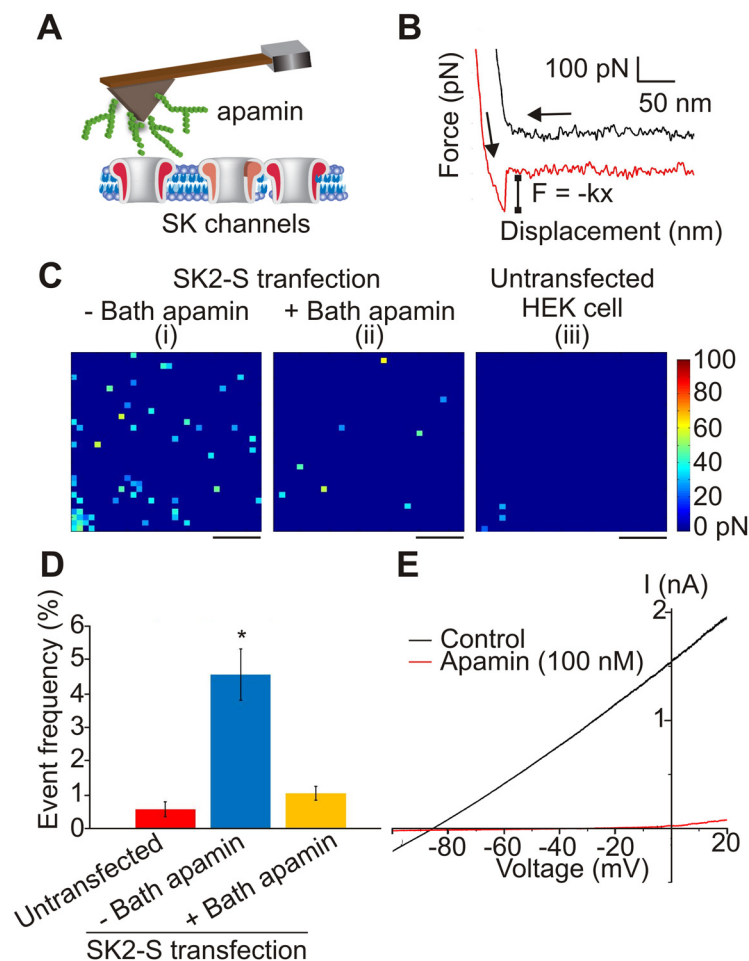 A
apamin
SK channels
B
Force (pN)
100 pN
50 nm
F = -kx
Displacement (nm)
C
SK2-S tranfection
- Bath apamin
(i)
+ Bath apamin
(ii)
Untransfected
HEK cell
(iii)
100
80
60
40
20
0 pN
D
Event frequency (%)
6
5
4
3
2
1
0
*
Untransfected
- Bath apamin
+ Bath apamin
SK2-S transfection
E
I (nA)
2
1
Control
Apamin (100 nM)
-80
-60
-40
-20
20
Voltage (mV)